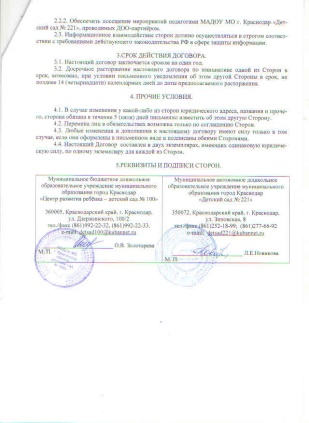 2.2.2. Обеспечить посещение мероприятий педагогами МАДОУ МО г. Краснодар «Дет-
ский сад № 221», проводимых ДОО-партнёром.
2.3. Информационное взаимодействие сторон должно осуществляться в строгом соответ-
ствии с требованиями действующего законодательства РФ в сфере защиты информации.
3.СРОК ДЕЙСТВИЯ ДОГОВОРА.
3.1. Настоящий договор заключается сроком на один год.
3.2. Досрочное расторжение настоящего договора по инициативе одной из Сторон в
срок, возможно, при условии письменного уведомления об этом другой Стороны в срок, не
позднее 14 (четырнадцати) календарных дней до даты предполагаемого расторжения.
4. ПРОЧИЕ УСЛОВИЯ.
4.1. В случае изменения у какой-либо из сторон юридического адреса, названия и проче-
го, сторона обязана в течение 5 (пяти) дней письменно известить об этом другую Сторону.
4.2. Перемена лиц в обязательствах возможна только по соглашению Сторон.
4.3. Любые изменения и дополнения к настоящему договору имеют силу только в том
случае, если они оформлены в письменном виде и подписаны обеими Сторонами.
4.4. Настоящий Договор составлен в двух экземплярах, имеющих одинаковую юридиче-
скую силу, по одному экземпляру для каждой из Сторон.
5.РЕКВИЗИТЫ И ПОДПИСИ СТОРОН.
Муниципальное бюджетное дошкольное
образовательное учреждение муниципального
образования город Краснодар
«Центр развития ребёнка – детский сад № 100»
360005, Краснодарский край, г. Краснодар,
ул. Дзержинского, 100/2
тел./факс (861)992-22-32, (861)992-22-33.
e-mail: detsad100@kubannet.ru
О.В. Золотарева
М. П.
Муниципальное автономное дошкольное
образовательное учреждение муниципального
образования город Краснодар
«Детский сад № 221»
350072, Краснодарский край, г. Краснодар,
ул. Зиповская, 8
тел./факс (861)252-18-99; (861)277-66-92
e-mail: detsad221@kubannet.ru
Л.Е.Новикова
М. П.